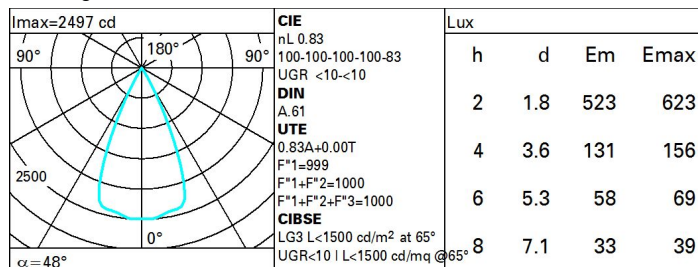 Imax=2497 cd
90° 180° 90°
2500
0°
α=48°
CIE
nL 0.83
100-100-100-100-83
UGR <10-<10
DIN
A.61
UTE
0.83A+0.00T
F"1=999
F"1+F"2=1000
F"1+F"2+F"3=1000
CIBSE
LG3 L<1500 cd/m² at 65°
UGR<10 | L<1500 cd/mq @65°
Lux
h d Em Emax
2 1.8 523 623
4 3.6 131 156
6 5.3 58 69
8 7.1 33 39